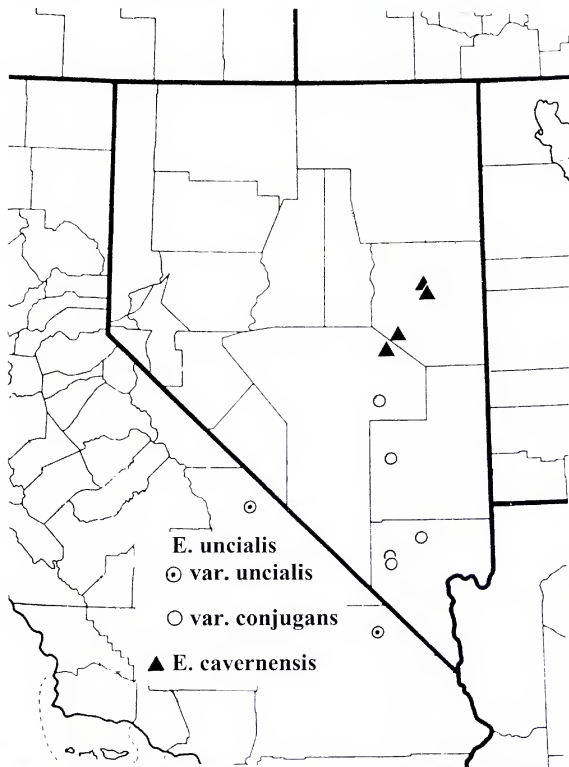 E. uncialis
var. uncialis
var. conjugans
E. cavernensis